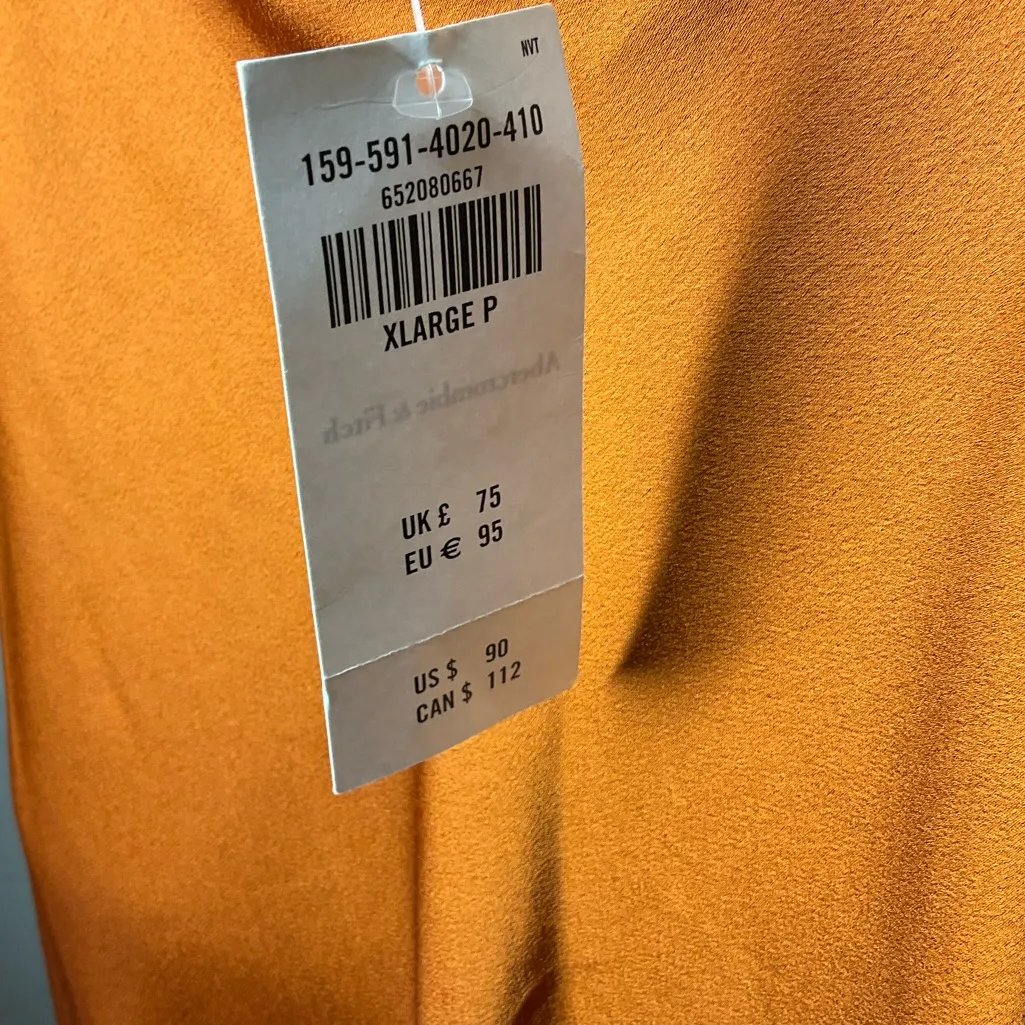 NVT
159-591-4020-410
652080667
XLARGE P
Abercrombie & Fitch
UK £ 75
EU € 95
US $ 90
CAN $ 112